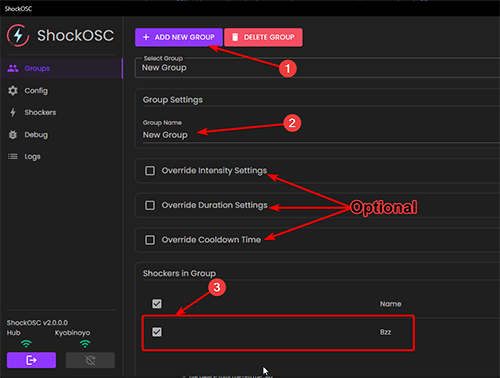 ShockOSC
ShockOSC
ADD NEW GROUP
DELETE GROUP
1
Select Group
New Group
Groups
Config
Shockers
Debug
Logs
Group Settings
Group Name
New Group
2
Override Intensity Settings
Override Duration Settings
Optional
Override Cooldown Time
Shockers in Group
3
Name
Bzz
ShockOSC v2.0.0.0
Hub
Kyobinoyo